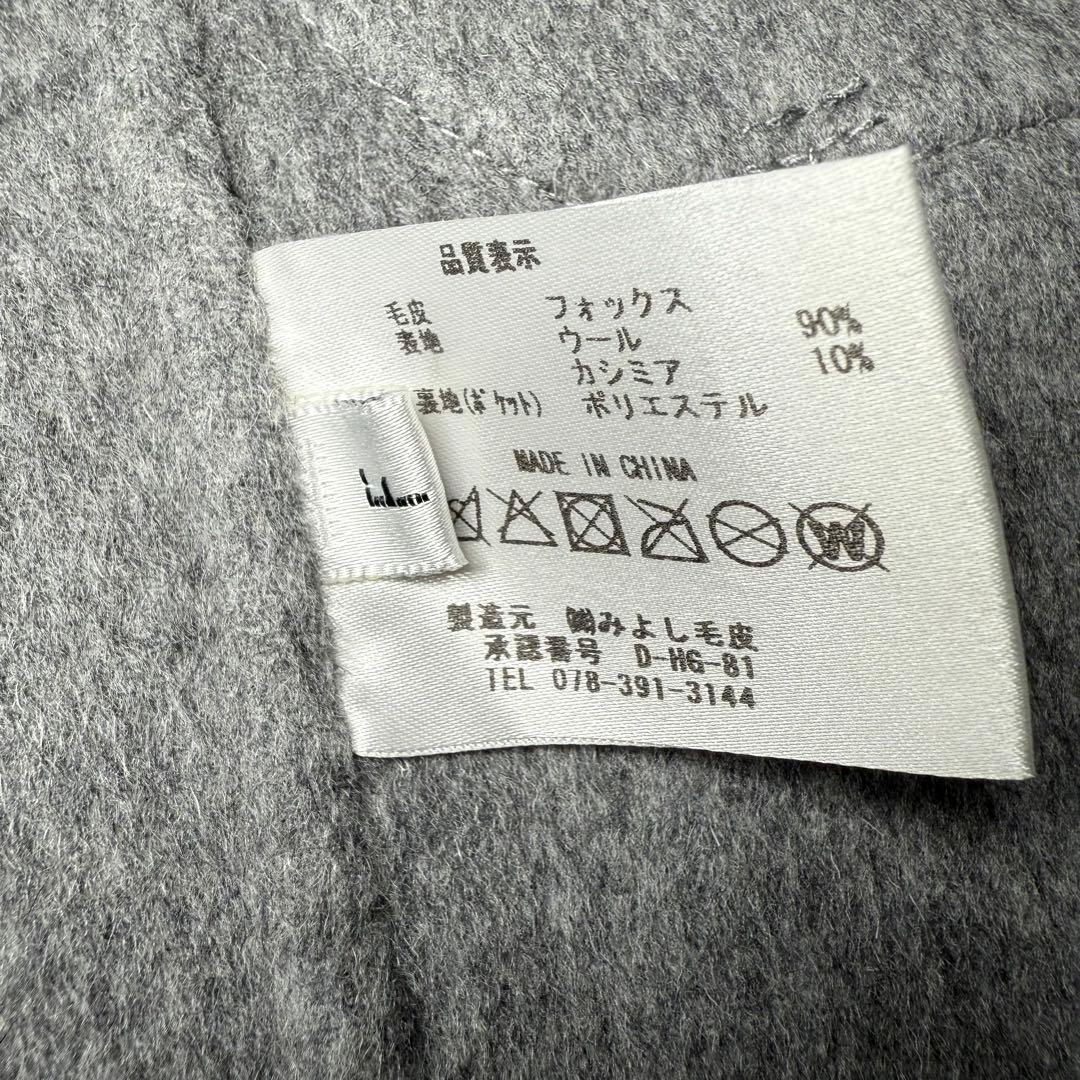 品質表示
毛皮 フォックス
表地 ウール 90%
カシミア 10%
裏地(ﾎﾟｹｯﾄ) ポリエステル
MADE IN CHINA
W
製造元 ㈱みよし毛皮
承認番号 D-HG-81
TEL 078-391-3144